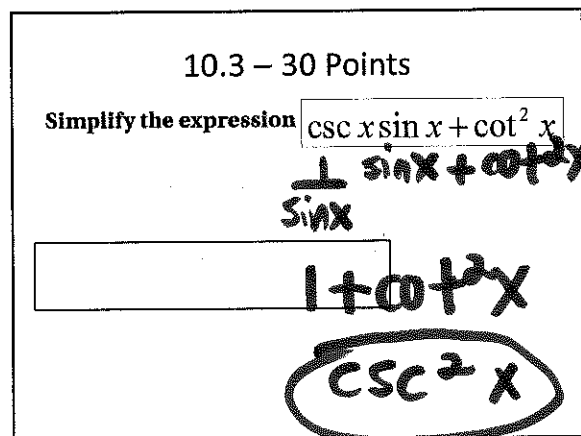 10.3 – 30 Points
Simplify the expression csc x sin x + cot² x
1/sinx sinx + cot²x
1 + cot²x
csc² x